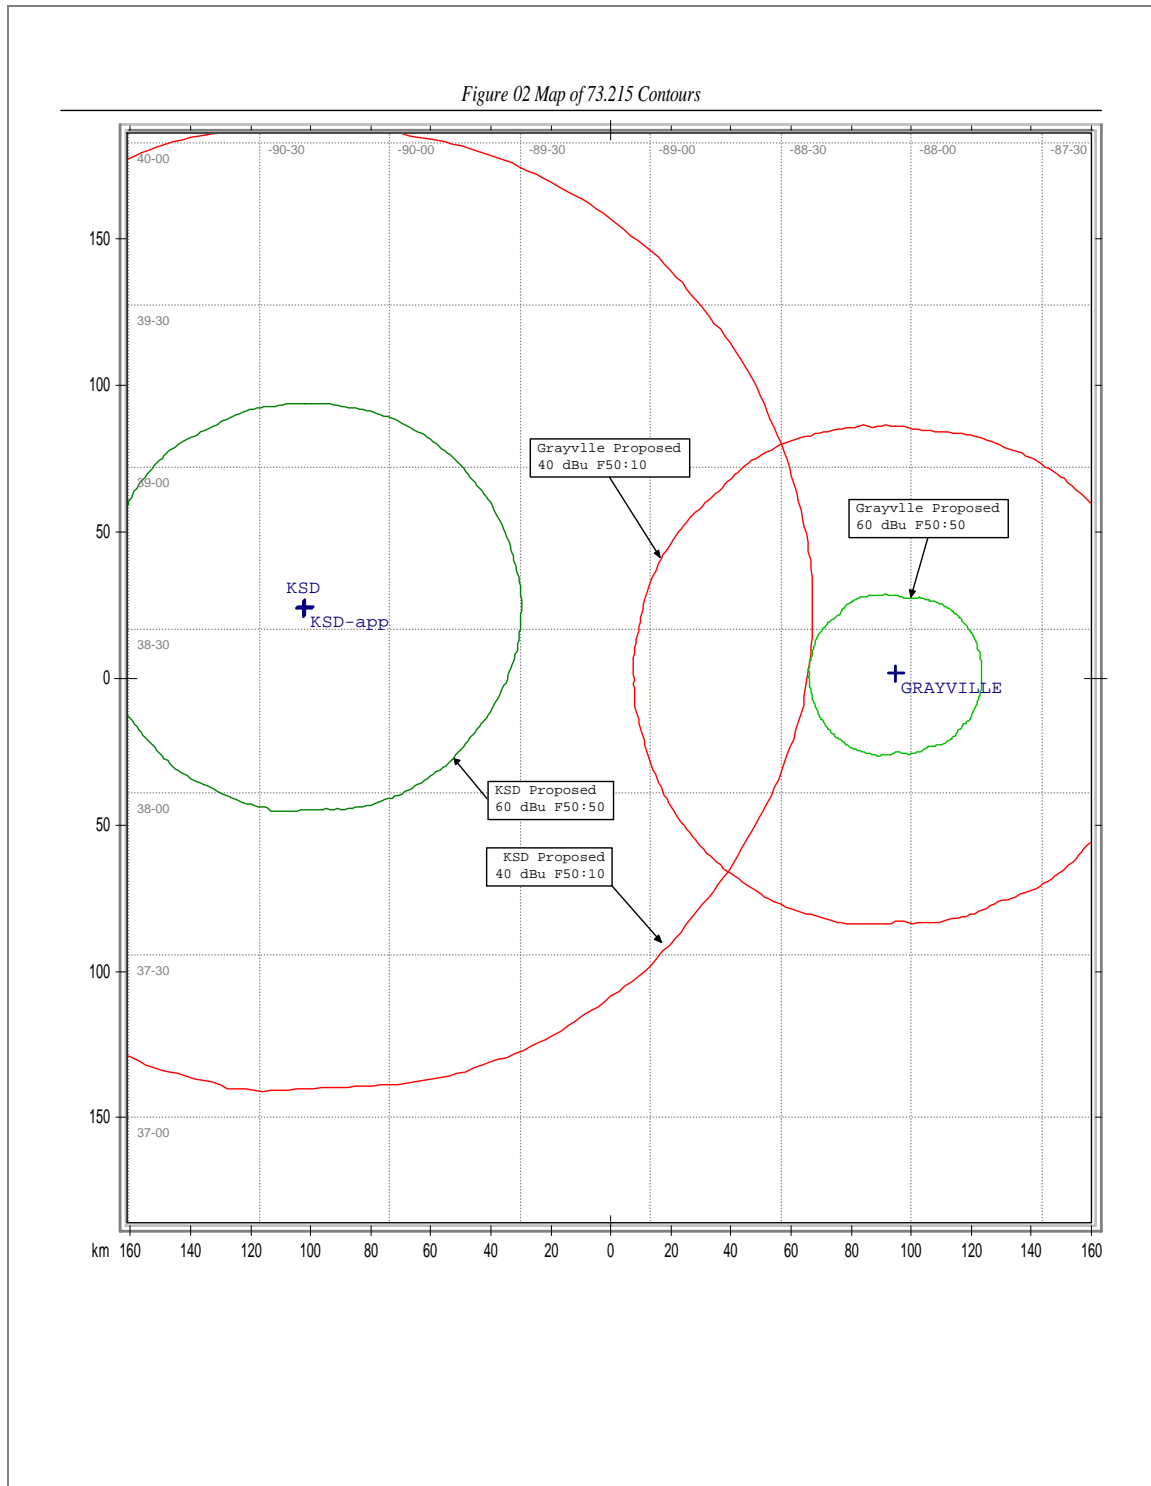 Figure 02 Map of 73.215 Contours
-90-30 -90-00 -89-30 -89-00 -88-30 -88-00 -87-30
40-00
150
39-30
100
Grayvlle Proposed
40 dBu F50:10
39-00
Grayvlle Proposed
60 dBu F50:50
50
KSD
KSD-app
38-30
0
GRAYVILLE
KSD Proposed
60 dBu F50:50
38-00
50
KSD Proposed
40 dBu F50:10
100
37-30
150
37-00
km 160 140 120 100 80 60 40 20 0 20 40 60 80 100 120 140 160